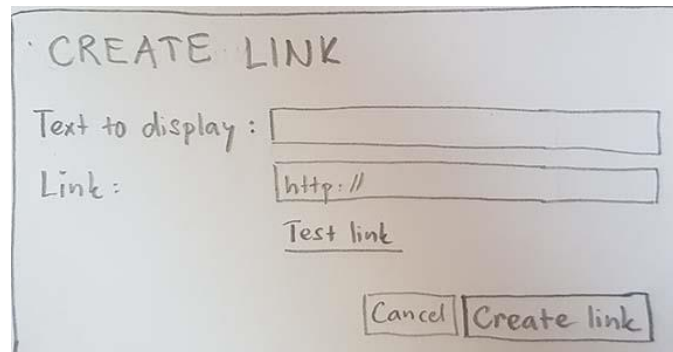 CREATE LINK
Text to display:
Link: http://
Test link
Cancel Create link